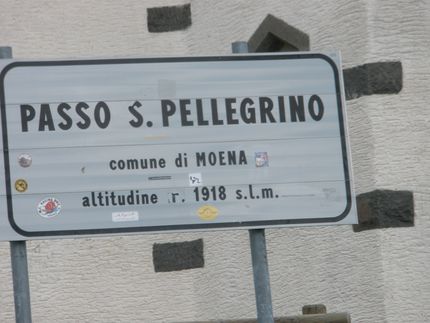 PASSO S. PELLEGRINO
comune di MOENA
altitudine r. 1918 s.l.m.